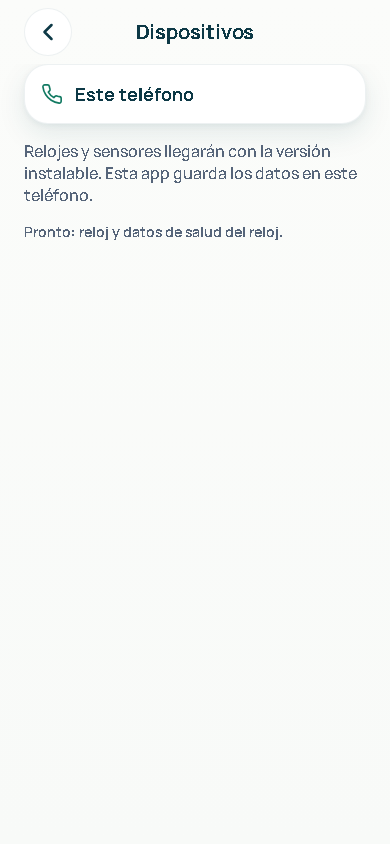 Dispositivos
Este teléfono
Relojes y sensores llegarán con la versión
instalable. Esta app guarda los datos en este
teléfono.
Pronto: reloj y datos de salud del reloj.